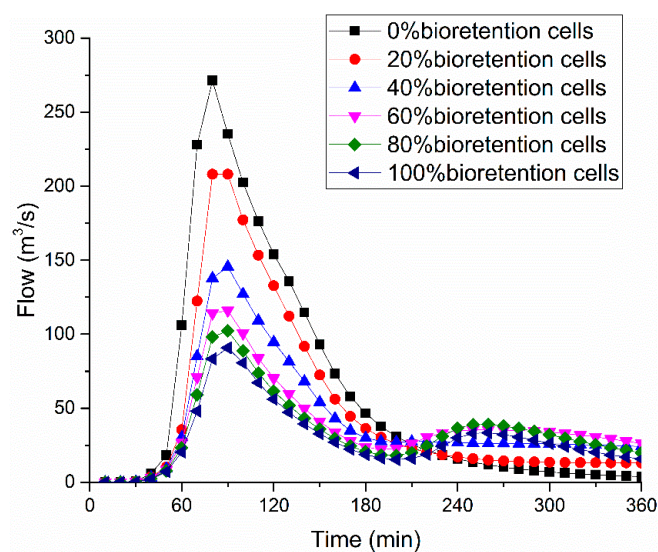 0%bioretention cells
20%bioretention cells
40%bioretention cells
60%bioretention cells
80%bioretention cells
100%bioretention cells
Flow (m³/s)
300
250
200
150
100
50
0
0 60 120 180 240 300 360
Time (min)